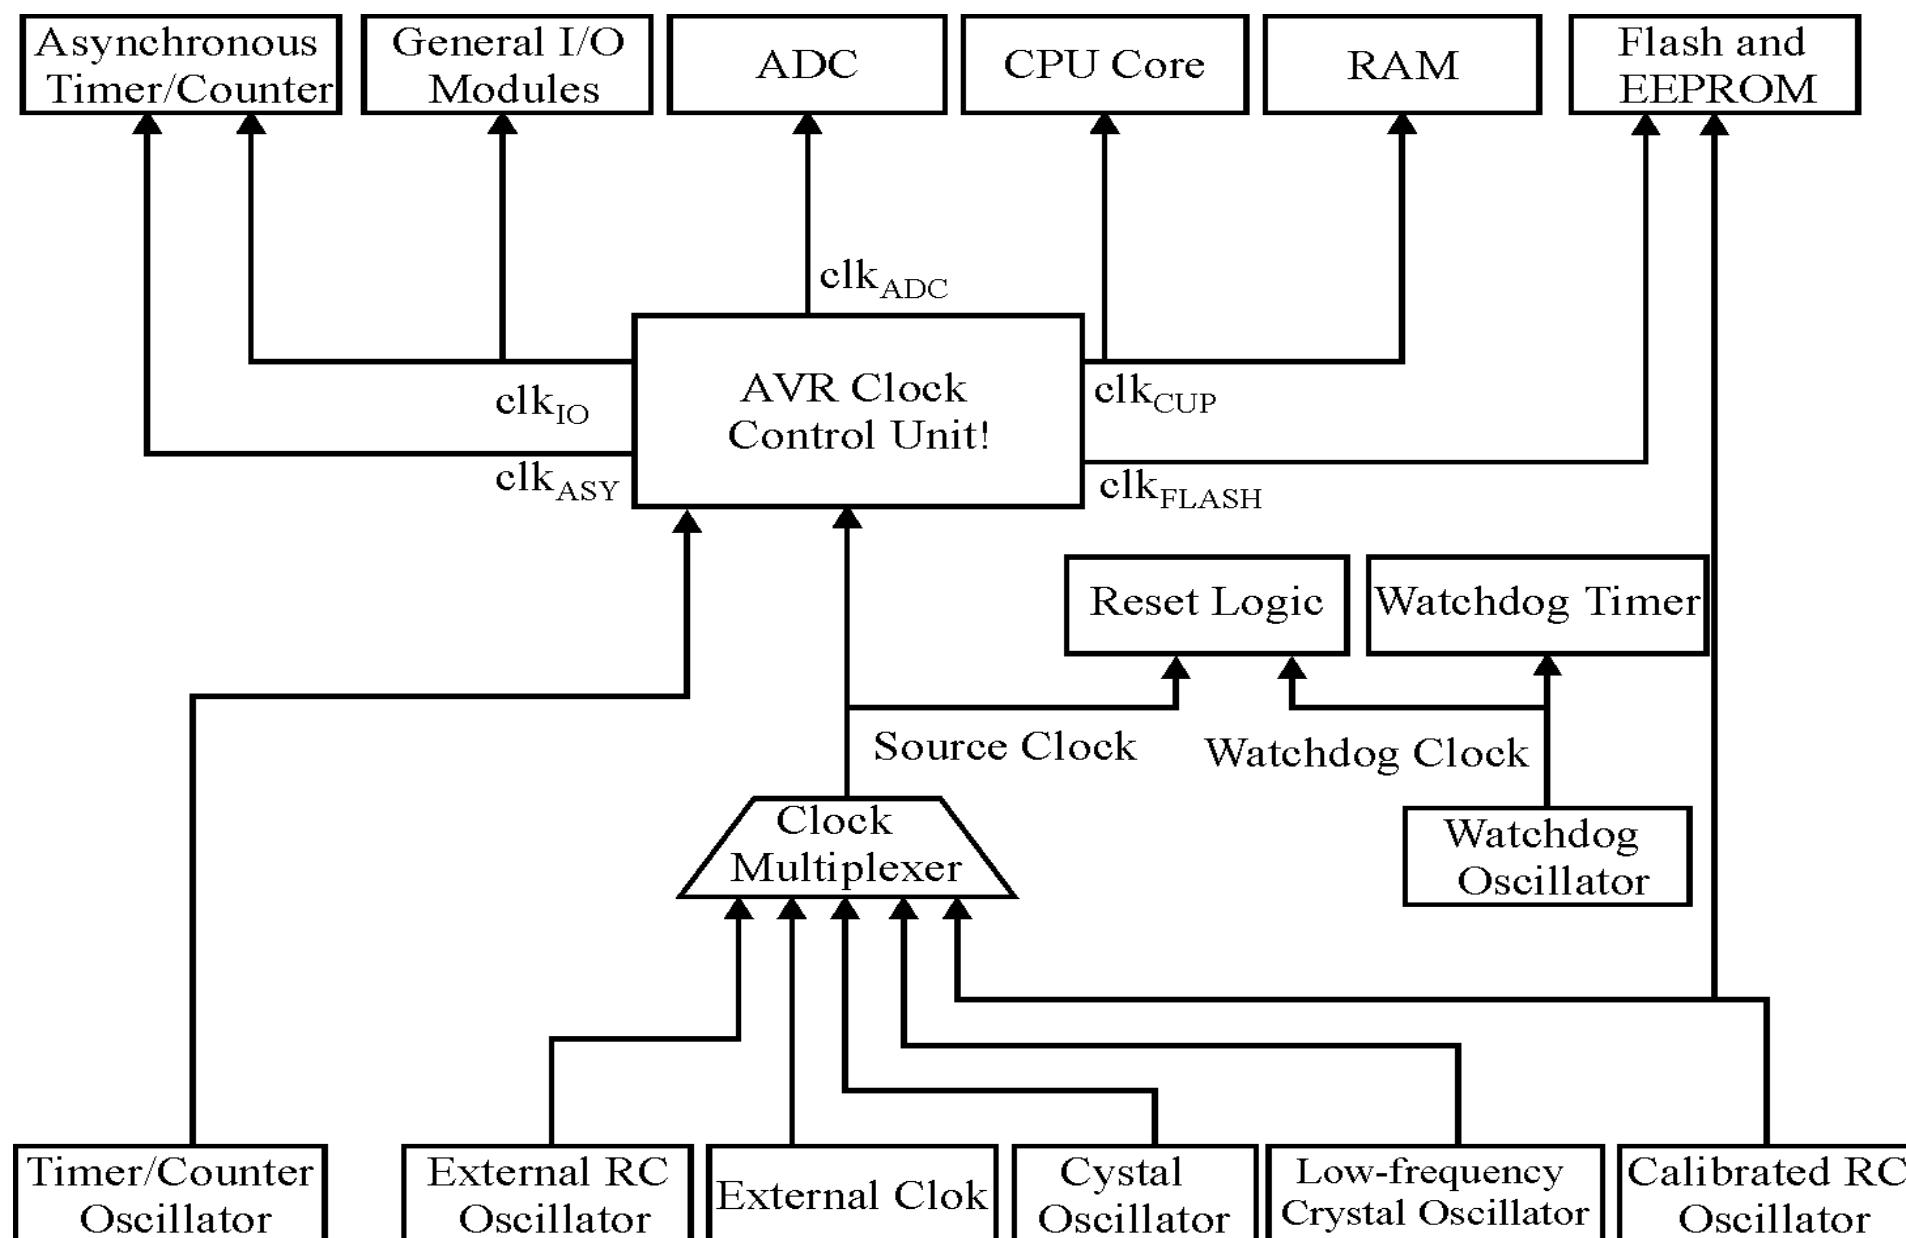 Asynchronous
Timer/Counter
General I/O
Modules
ADC
CPU Core
RAM
Flash and
EEPROM
clkADC
clkIO
clkASY
AVR Clock
Control Unit!
clkCUP
clkFLASH
Reset Logic
Watchdog Timer
Source Clock
Watchdog Clock
Clock
Multiplexer
Watchdog
Oscillator
Timer/Counter
Oscillator
External RC
Oscillator
External Clok
Cystal
Oscillator
Low-frequency
Crystal Oscillator
Calibrated RC
Oscillator